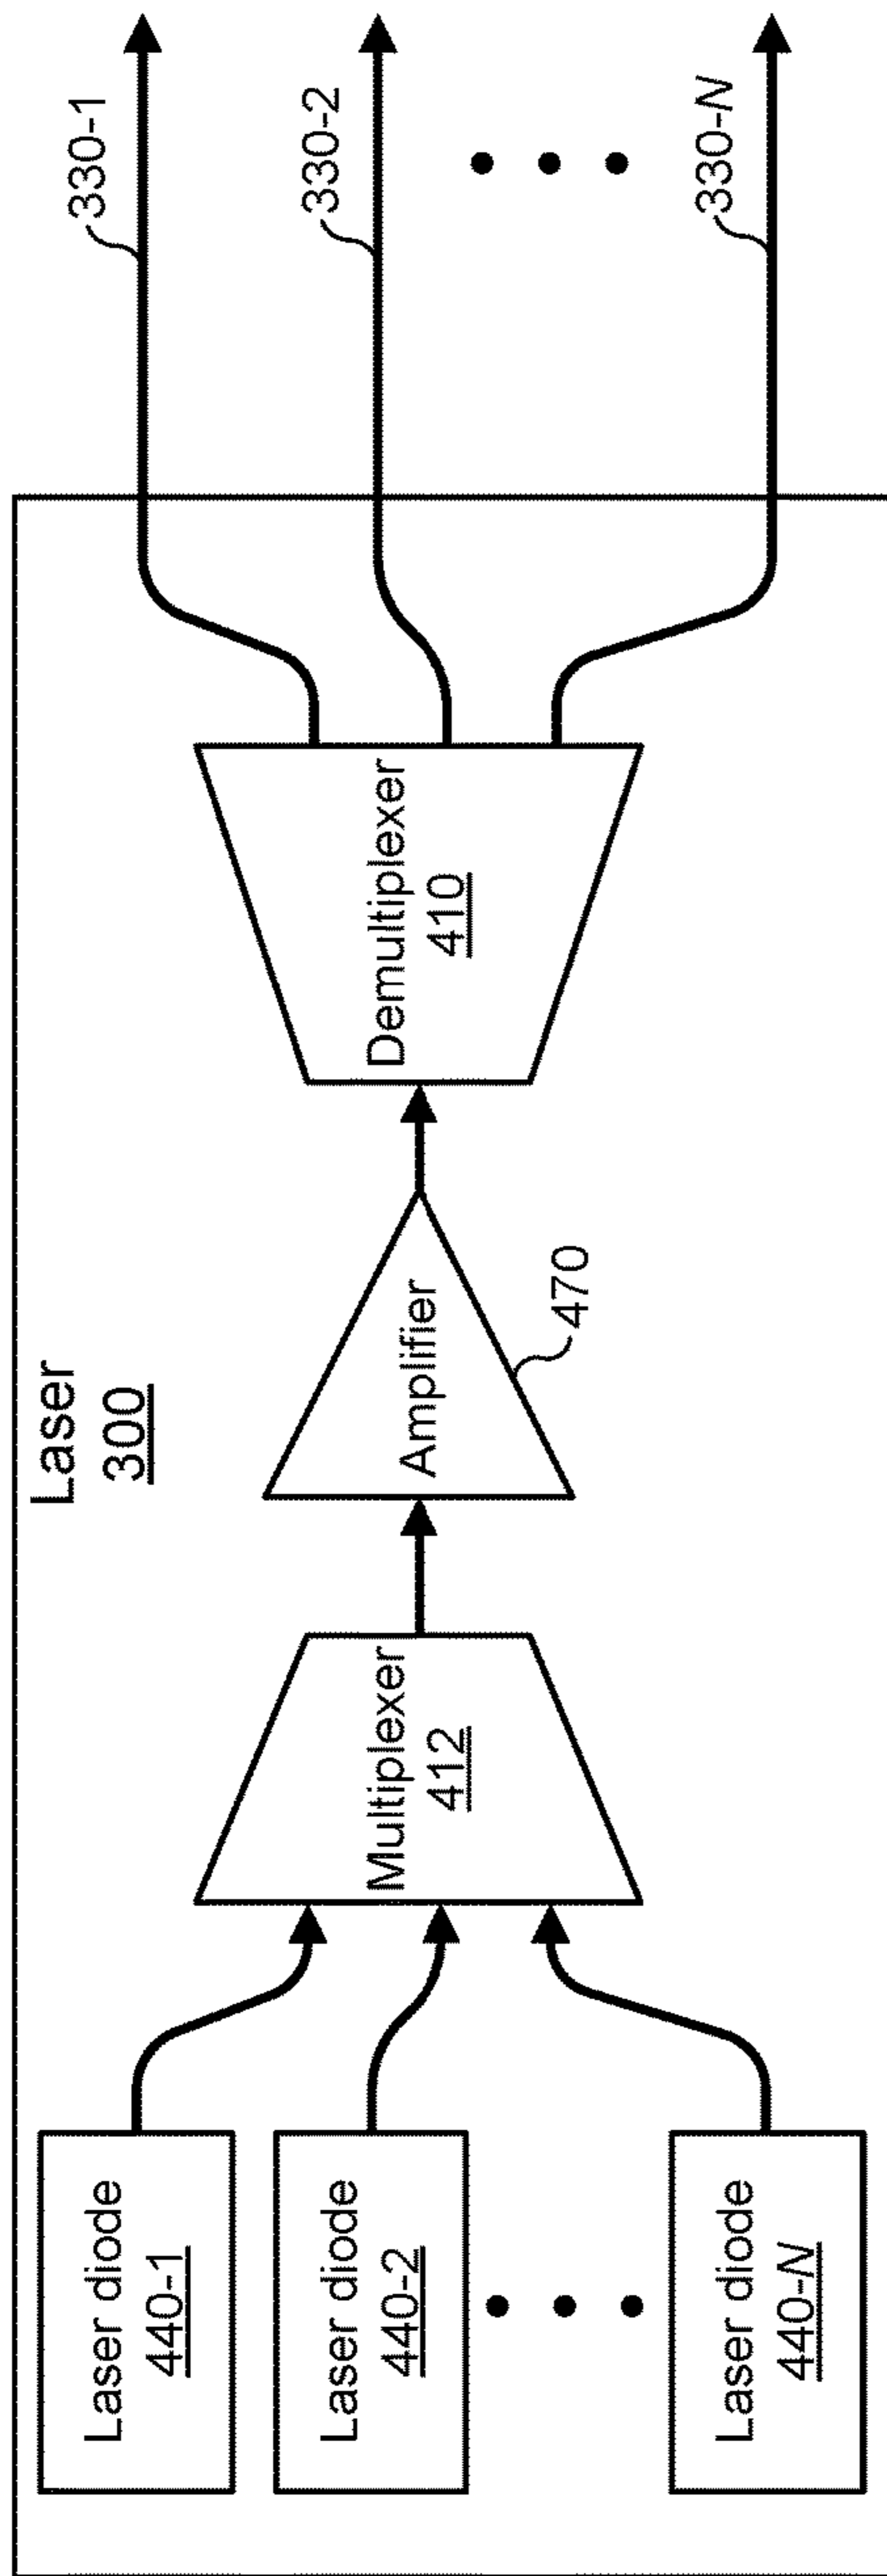 Laser
300
Laser diode
440-1
Laser diode
440-2
Laser diode
440-N
Multiplexer
412
Amplifier
470
Demultiplexer
410
330-1
330-2
330-N